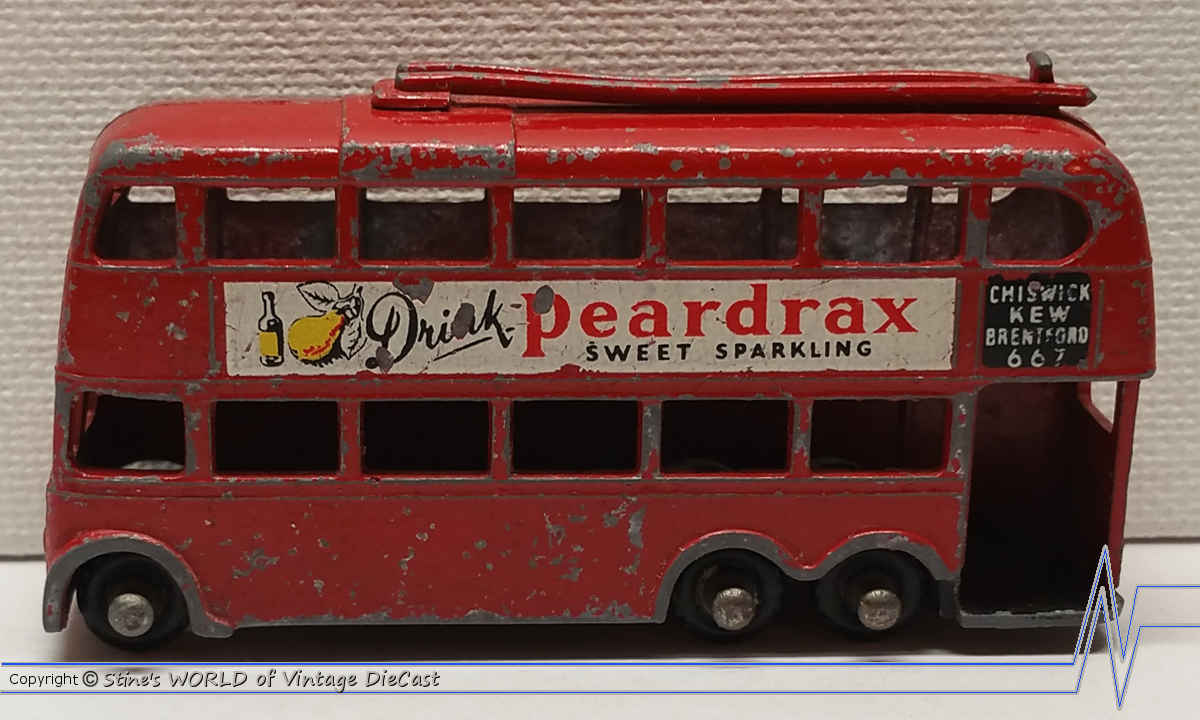 Drink Peardrax
SWEET SPARKLING
CHISWICK
KEW
BRENTFORD
667
Copyright © Stine's WORLD of Vintage DieCast